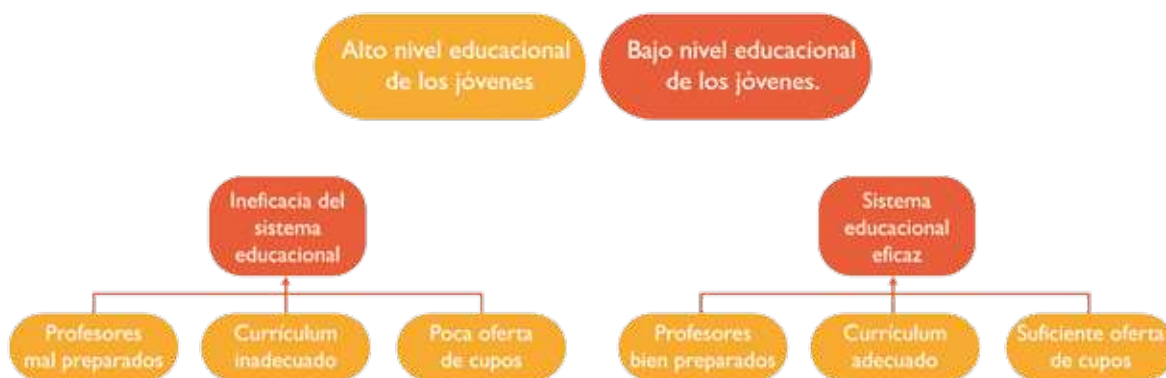 Alto nivel educacional
de los jóvenes
Bajo nivel educacional
de los jóvenes.
Ineficacia del
sistema
educacional
Sistema
educacional
eficaz
Profesores
mal preparados
Currículum
inadecuado
Poca oferta
de cupos
Profesores
bien preparados
Currículum
adecuado
Suficiente oferta
de cupos